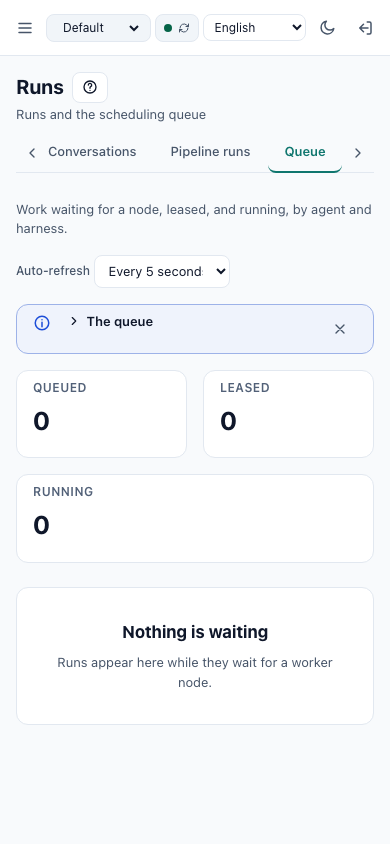 Default
English
Runs
Runs and the scheduling queue
Conversations
Pipeline runs
Queue
Work waiting for a node, leased, and running, by agent and
harness.
Auto-refresh
Every 5 second
The queue
QUEUED
0
LEASED
0
RUNNING
0
Nothing is waiting
Runs appear here while they wait for a worker
node.